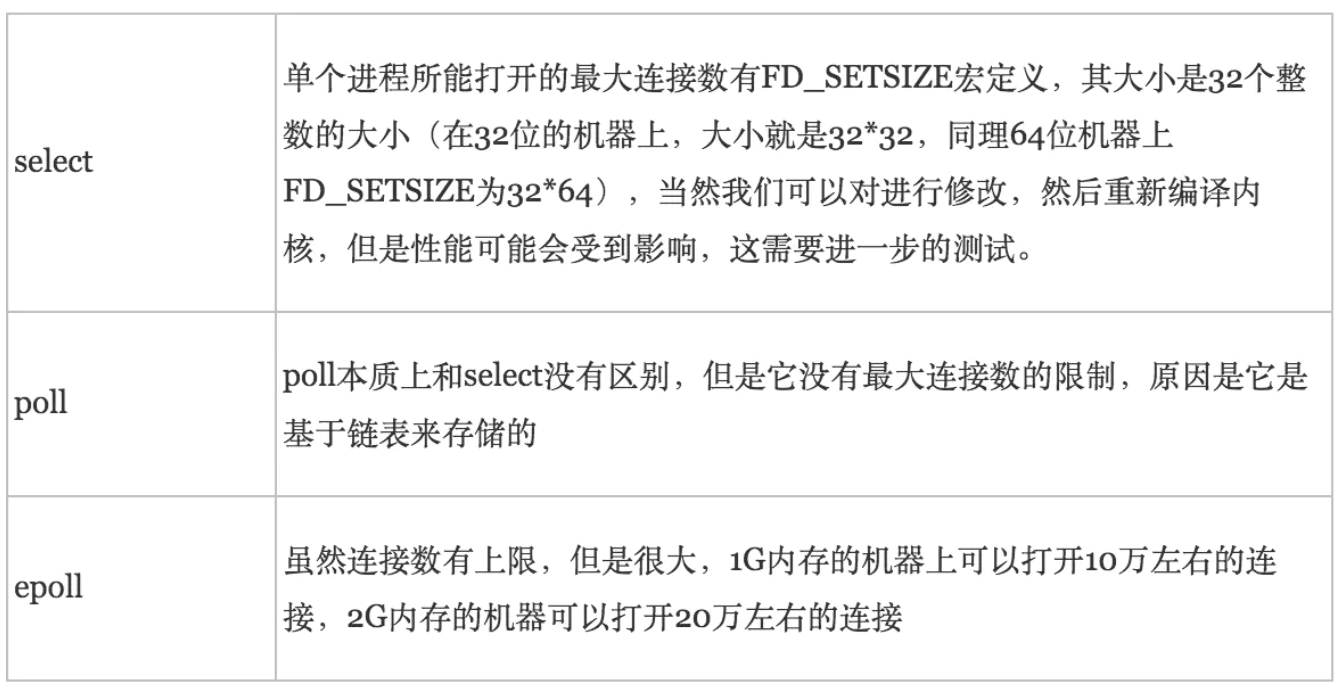 select
单个进程所能打开的最大连接数有FD_SETSIZE宏定义，其大小是32个整
数的大小（在32位的机器上，大小就是32*32，同理64位机器上
FD_SETSIZE为32*64），当然我们可以对进行修改，然后重新编译内
核，但是性能可能会受到影响，这需要进一步的测试。
poll
poll本质上和select没有区别，但是它没有最大连接数的限制，原因是它是
基于链表来存储的
epoll
虽然连接数有上限，但是很大，1G内存的机器上可以打开10万左右的连
接，2G内存的机器可以打开20万左右的连接